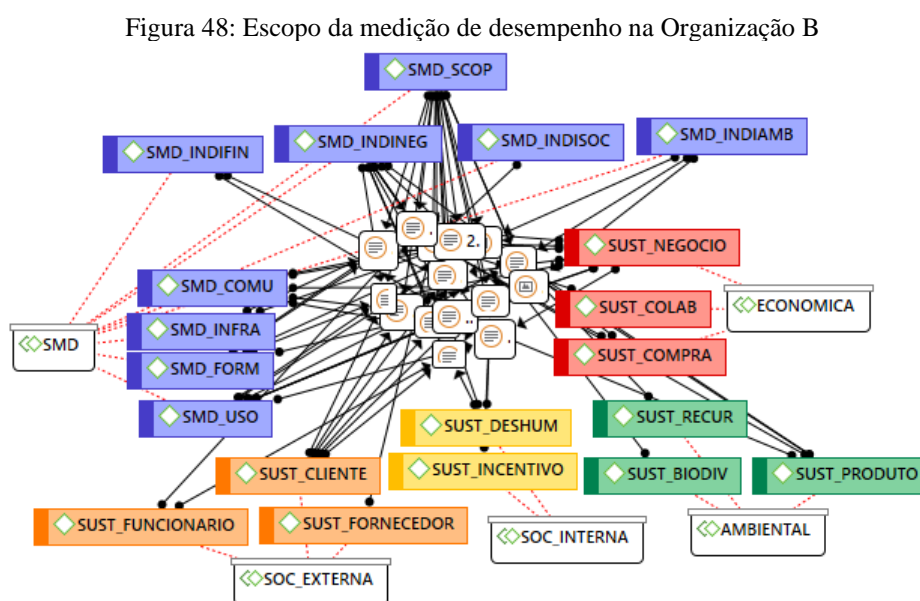 Figura 48: Escopo da medição de desempenho na Organização B
SMD_SCOP
SMD_INDIFIN
SMD_INDINEG
SMD_INDISOC
SMD_INDIAMB
2.
SUST_NEGOCIO
SMD_COMU
ECONOMICA
SUST_COLAB
SMD_INFRA
SMD
SUST_COMPRA
SMD_FORM
SMD_USO
SUST_DESHUM
SUST_RECUR
SUST_CLIENTE
SUST_INCENTIVO
SUST_BIODIV
SUST_PRODUTO
SUST_FUNCIONARIO
SUST_FORNECEDOR
SOC_INTERNA
AMBIENTAL
SOC_EXTERNA